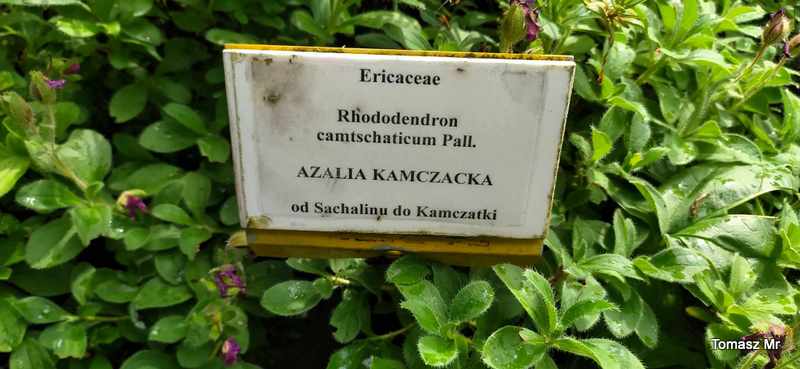 Ericaceae
Rhododendron
camtschaticum Pall.
AZALIA KAMCZACKA
od Sachalinu do Kamczatki
Tomasz Mr